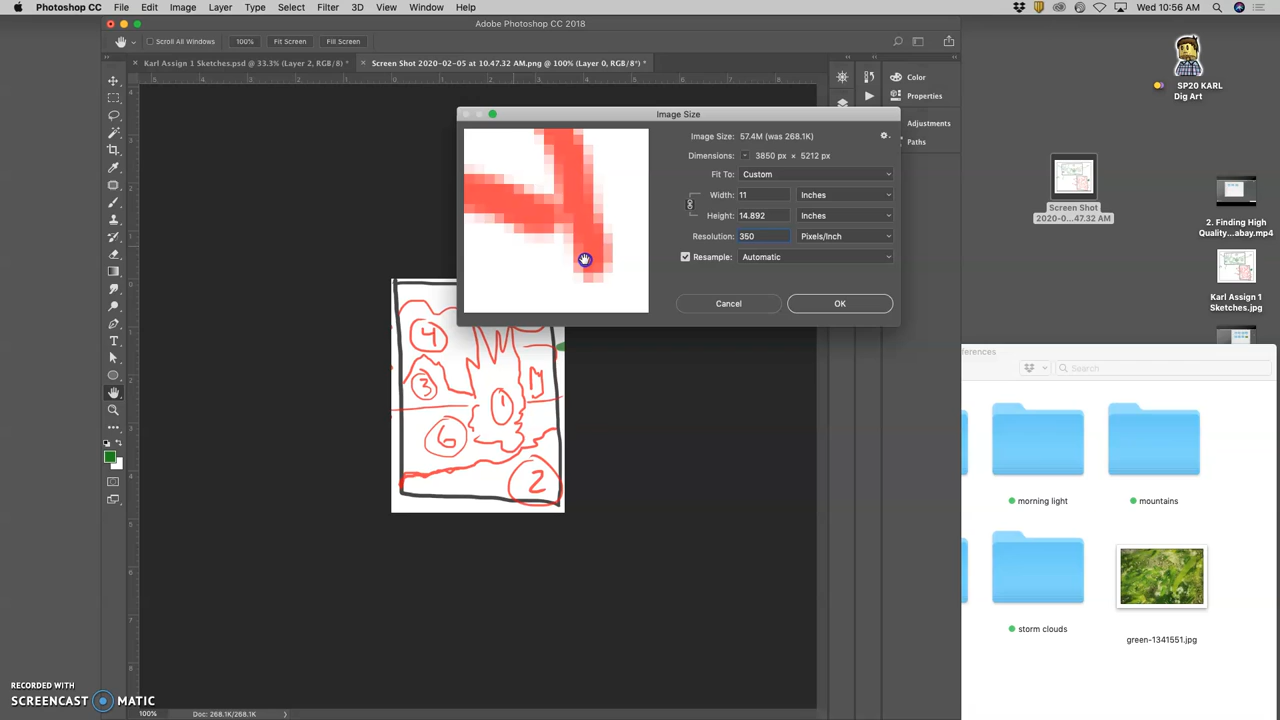 Photoshop CC File Edit Image Layer Type Select Filter 3D View Window Help
Wed 10:56 AM
Adobe Photoshop CC 2018
Scroll All Windows 100% Fit Screen Fill Screen
Karl Assign 1 Sketches.psd @ 33.3% (Layer 2, RGB/8) *
Screen Shot 2020-02-05 at 10.47.32 AM.png @ 100% (Layer 0, RGB/8*) *
Color
Properties
Adjustments
Paths
Image Size
Image Size: 57.4M (was 268.1K)
Dimensions: 3850 px × 5212 px
Fit To: Custom
Width: 11 Inches
Height: 14.892 Inches
Resolution: 350 Pixels/Inch
Resample: Automatic
Cancel OK
4
3
1
6
2
SP20 KARL
Dig Art
Screen Shot
2020-0...47.32 AM
2. Finding High
Quality...abay.mp4
Karl Assign 1
Sketches.jpg
Search
morning light
mountains
storm clouds
green-1341551.jpg
100% Doc: 268.1K/268.1K
RECORDED WITH
SCREENCAST MATIC